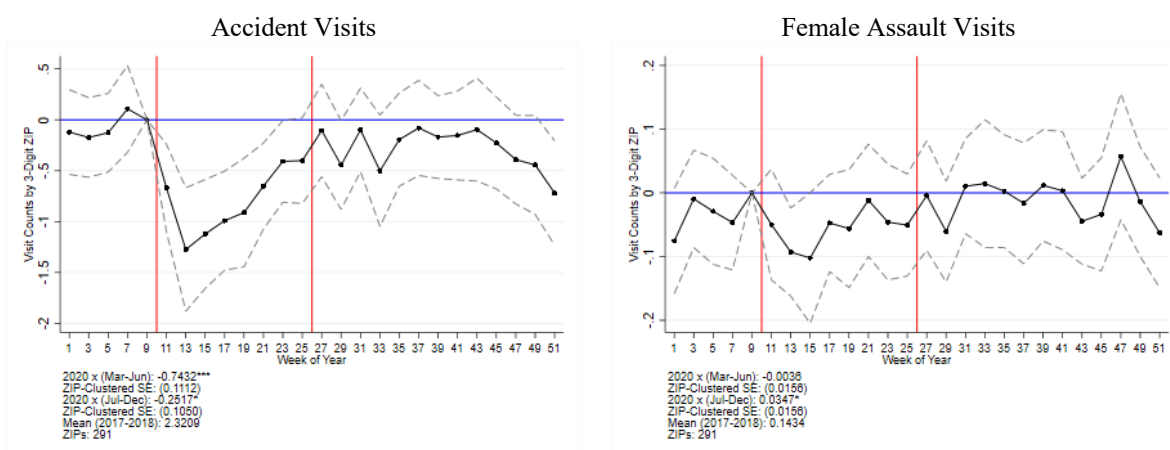 Accident Visits
Visit Counts by 3-Digit ZIP
.5
0
-.5
-1
-1.5
-2
1 3 5 7 9 11 13 15 17 19 21 23 25 27 29 31 33 35 37 39 41 43 45 47 49 51
Week of Year
2020 x (Mar-Jun): -0.7432***
ZIP-Clustered SE: (0.1112)
2020 x (Jul-Dec): -0.2517*
ZIP-Clustered SE: (0.1050)
Mean (2017-2018): 2.3209
ZIPs: 291
Female Assault Visits
Visit Counts by 3-Digit ZIP
.2
.1
0
-.1
-.2
1 3 5 7 9 11 13 15 17 19 21 23 25 27 29 31 33 35 37 39 41 43 45 47 49 51
Week of Year
2020 x (Mar-Jun): -0.0036
ZIP-Clustered SE: (0.0156)
2020 x (Jul-Dec): 0.0347*
ZIP-Clustered SE: (0.0156)
Mean (2017-2018): 0.1434
ZIPs: 291